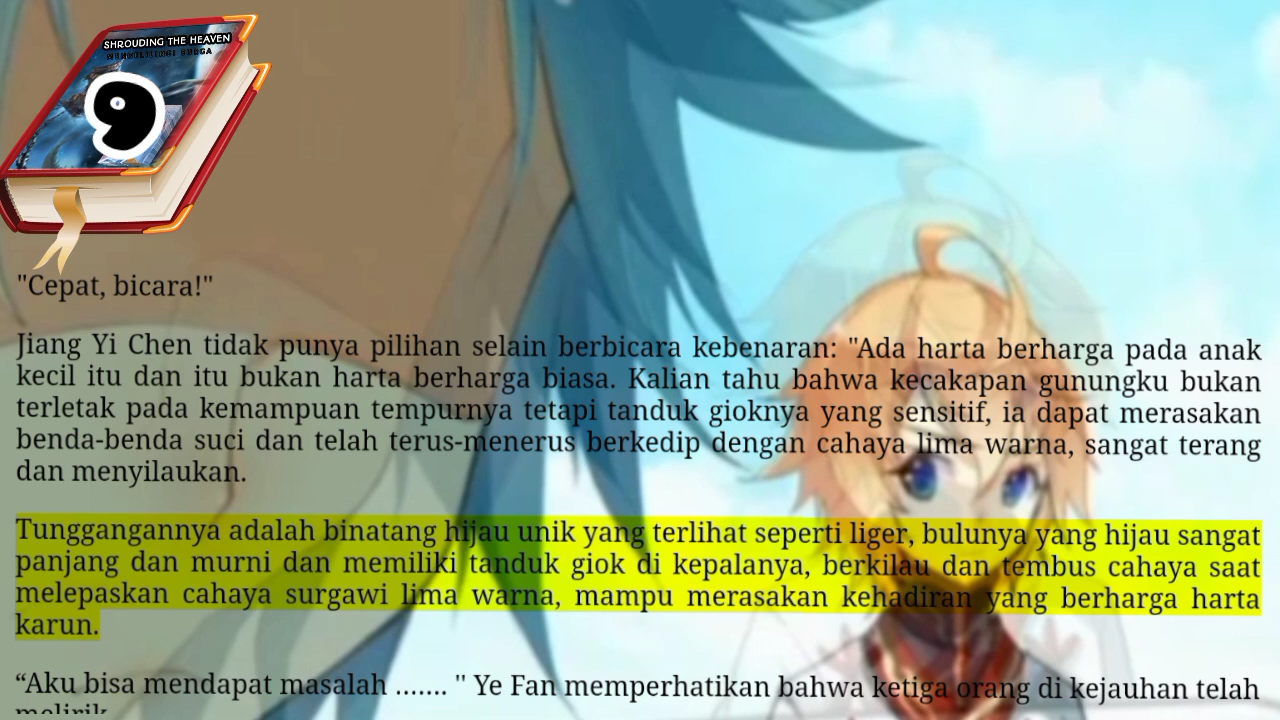 SHROUDING THE HEAVEN
9
"Cepat, bicara!"
Jiang Yi Chen tidak punya pilihan selain berbicara kebenaran: "Ada harta berharga pada anak
kecil itu dan itu bukan harta berharga biasa. Kalian tahu bahwa kecakapan gunungku bukan
terletak pada kemampuan tempurnya tetapi tanduk gioknya yang sensitif, ia dapat merasakan
benda-benda suci dan telah terus-menerus berkedip dengan cahaya lima warna, sangat terang
dan menyilaukan.
Tunggangannya adalah binatang hijau unik yang terlihat seperti liger, bulunya yang hijau sangat
panjang dan murni dan memiliki tanduk giok di kepalanya, berkilau dan tembus cahaya saat
melepaskan cahaya surgawi lima warna, mampu merasakan kehadiran yang berharga harta
karun.
“Aku bisa mendapat masalah ....... " Ye Fan memperhatikan bahwa ketiga orang di kejauhan telah
melirik